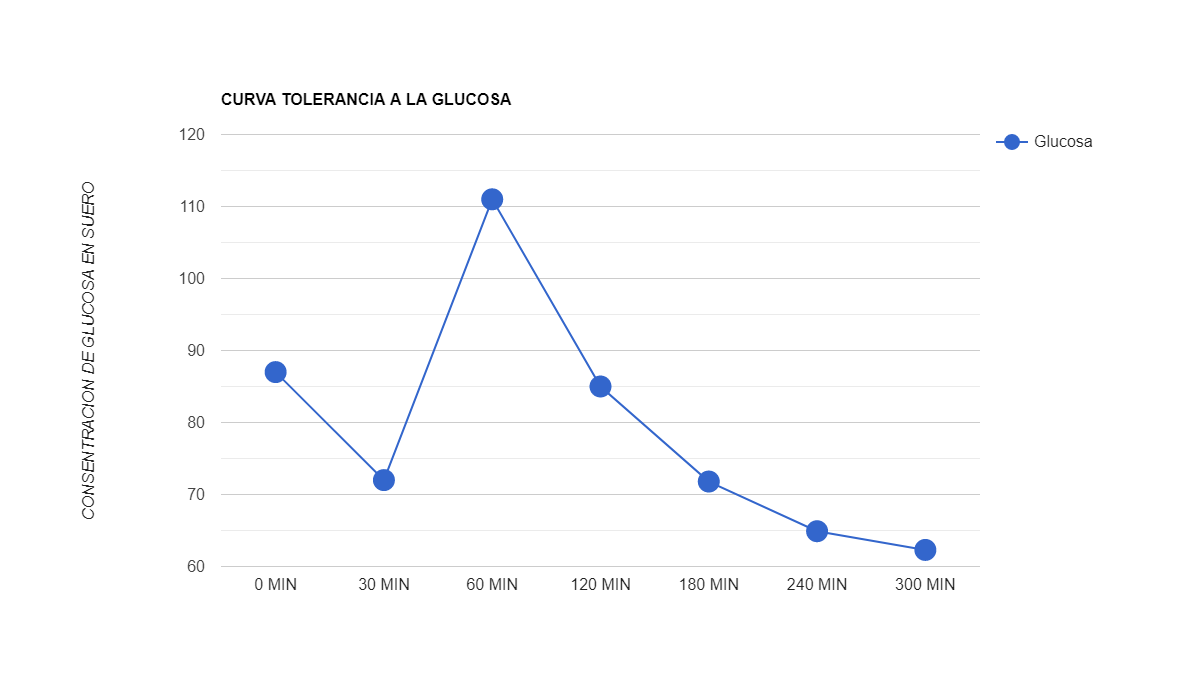 CURVA TOLERANCIA A LA GLUCOSA
Glucosa
CONSENTRACION DE GLUCOSA EN SUERO
120
110
100
90
80
70
60
0 MIN
30 MIN
60 MIN
120 MIN
180 MIN
240 MIN
300 MIN